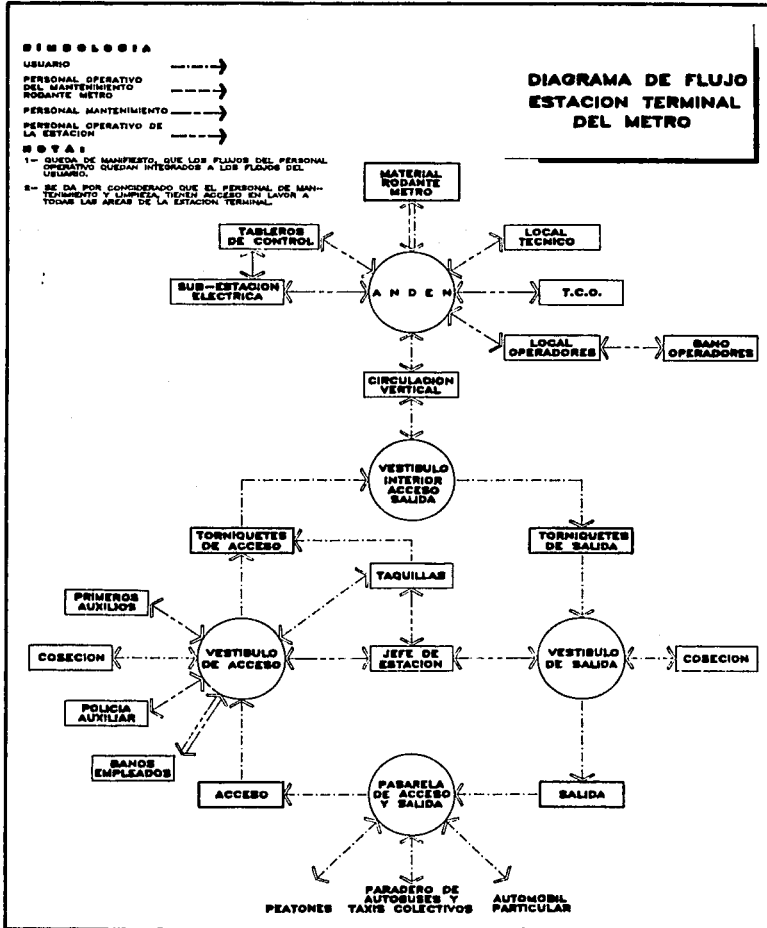 SIMBOLOGIA
USUARIO
PERSONAL OPERATIVO
DEL MANTENIMIENTO
RODANTE METRO
PERSONAL MANTENIMIENTO
PERSONAL OPERATIVO DE
LA ESTACION
NOTA:
1- QUEDA DE MANIFIESTO, QUE LOS FLUJOS DEL PERSONAL
OPERATIVO QUEDAN INTEGRADOS A LOS FLUJOS DEL
USUARIO.
2- SE DA POR CONCIDERADO QUE EL PERSONAL DE MAN-
TENIMIENTO Y LIMPIEZA, TIENEN ACCESO EN LAVOR A
TODAS LAS AREAS DE LA ESTACION TERMINAL.
DIAGRAMA DE FLUJO
ESTACION TERMINAL
DEL METRO
MATERIAL
RODANTE
METRO
TABLEROS
DE CONTROL
LOCAL
TECNICO
SUB-ESTACION
ELECTRICA
ANDEN
T.C.O.
LOCAL
OPERADORES
BANO
OPERADORES
CIRCULACION
VERTICAL
VESTIBULO
INTERIOR
ACCESO
SALIDA
TORNIQUETES
DE ACCESO
TORNIQUETES
DE SALIDA
TAQUILLAS
PRIMEROS
AUXILIOS
COSECION
VESTIBULO
DE ACCESO
JEFE DE
ESTACION
VESTIBULO
DE SALIDA
COSECION
POLICIA
AUXILIAR
BANOS
EMPLEADOS
ACCESO
PASARELA
DE ACCESO
Y SALIDA
SALIDA
PEATONES
PARADERO DE
AUTOBUSES Y
TAXIS COLECTIVOS
AUTOMOBIL
PARTICULAR